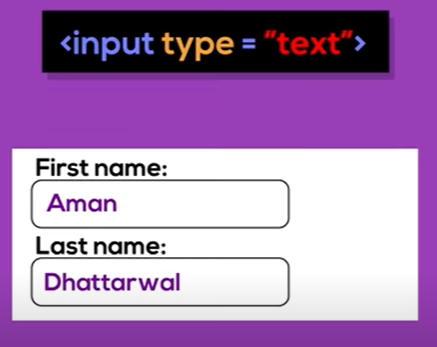 <input type = "text">
First name:
Aman
Last name:
Dhattarwal